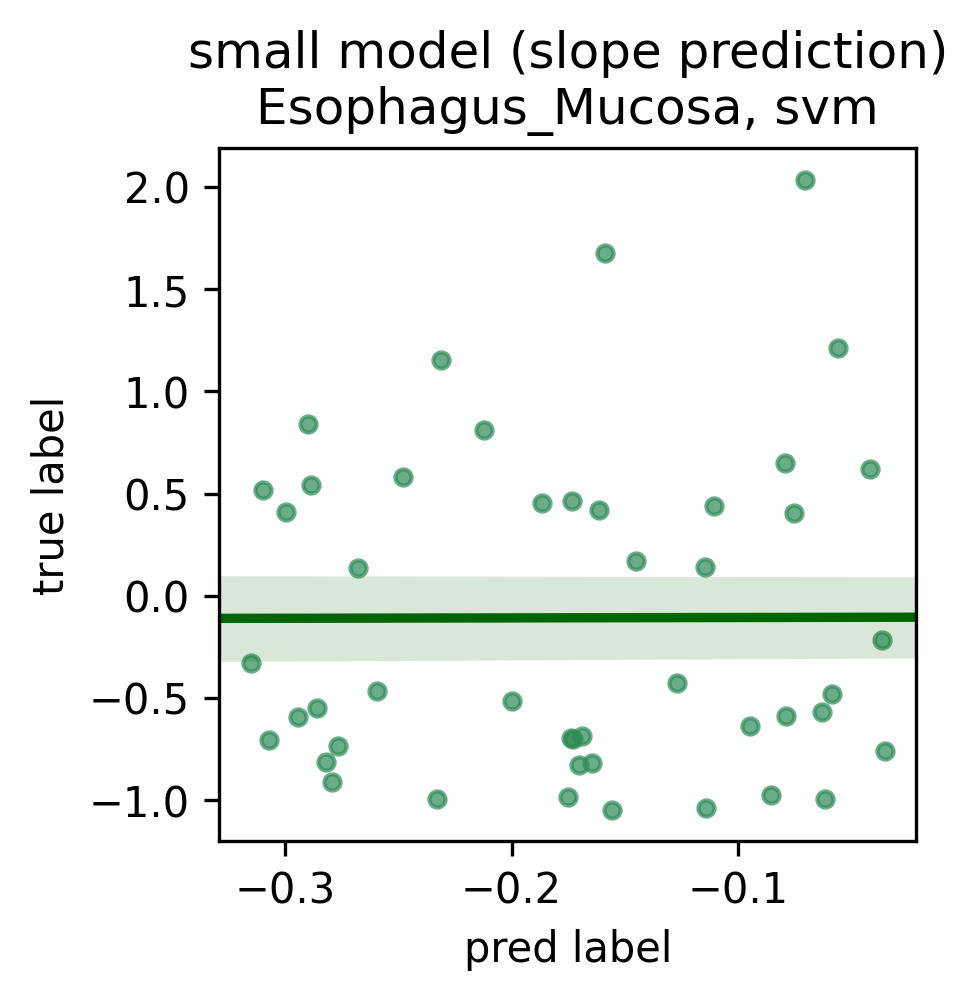 small model (slope prediction)
Esophagus_Mucosa, svm
2.0
1.5
1.0
0.5
0.0
−0.5
−1.0
true label
−0.3
−0.2
−0.1
pred label